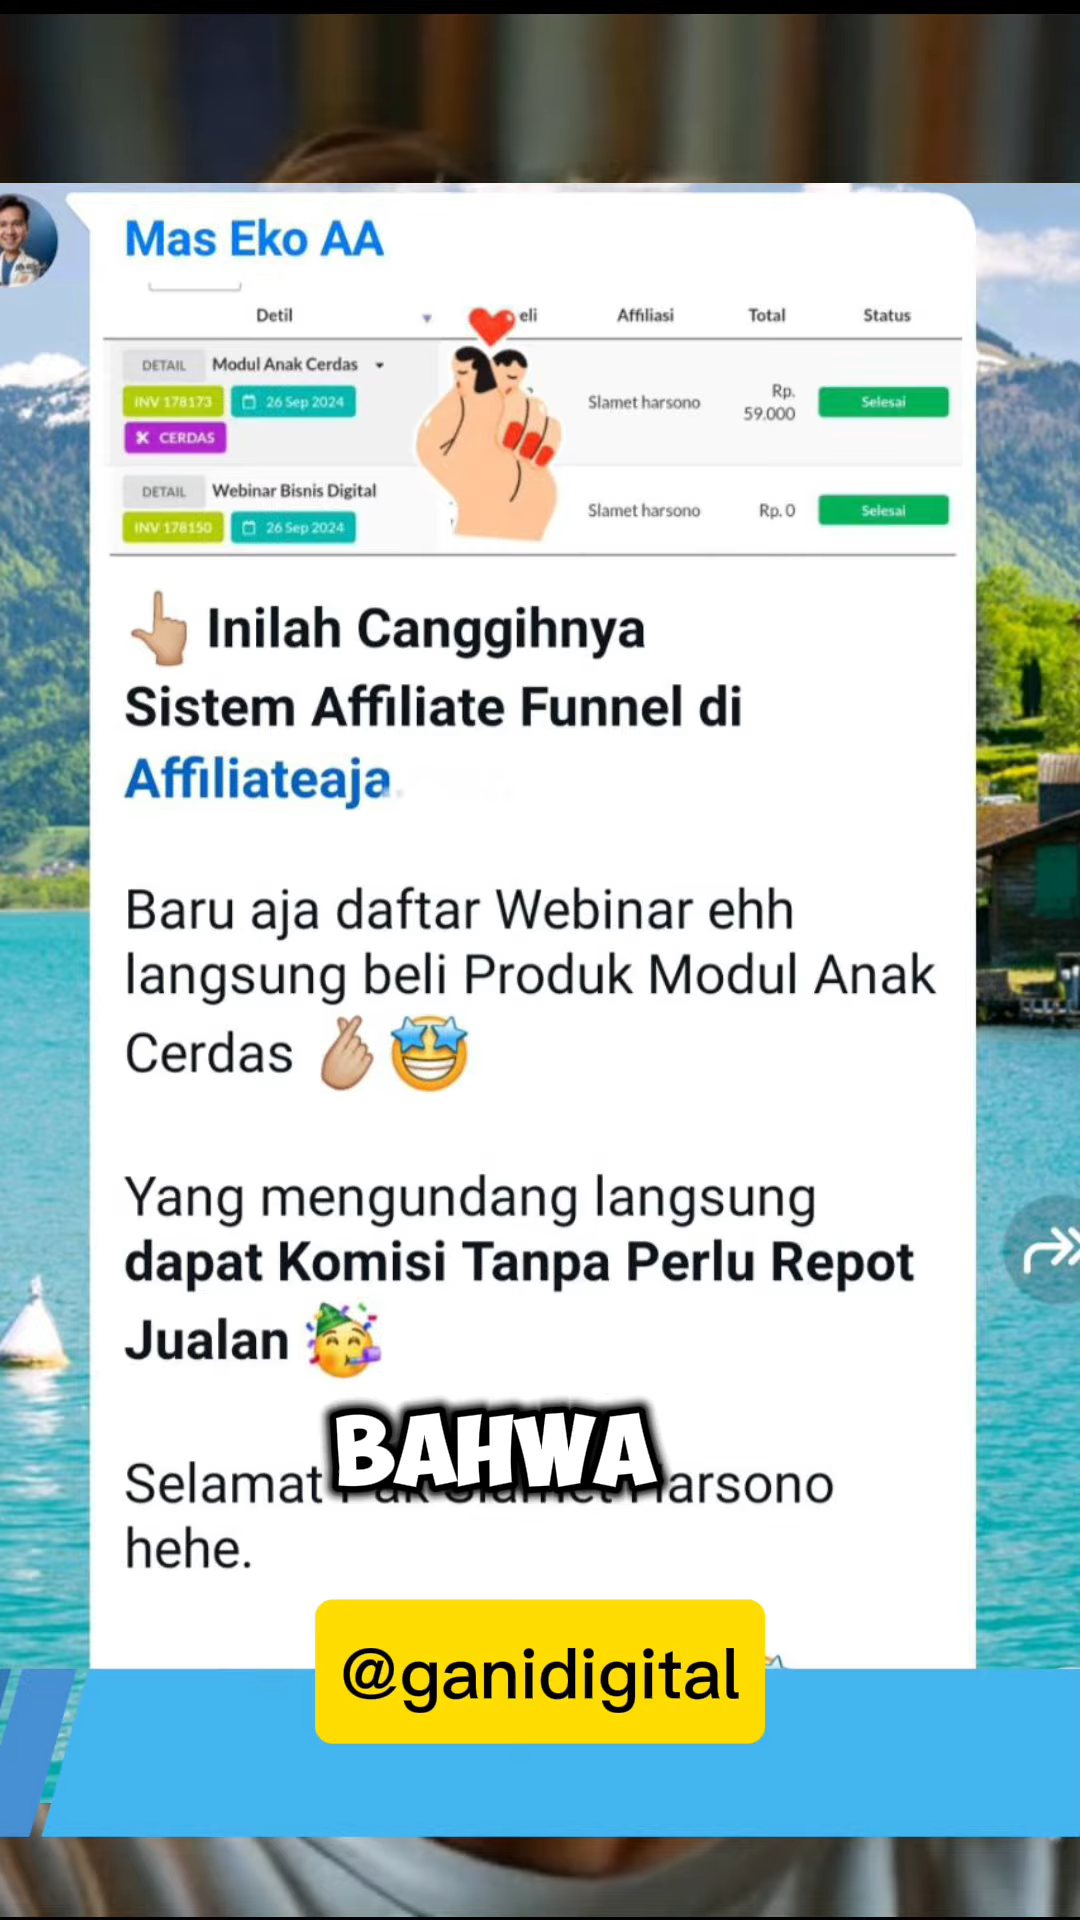 Mas Eko AA
Detil eli Affiliasi Total Status
DETAIL Modul Anak Cerdas
INV 178173 26 Sep 2024 Slamet harsono Rp. 59.000 Selesai
CERDAS
DETAIL Webinar Bisnis Digital
INV 178150 26 Sep 2024 Slamet harsono Rp. 0 Selesai
Inilah Canggihnya
Sistem Affiliate Funnel di
Affiliateaja
Baru aja daftar Webinar ehh
langsung beli Produk Modul Anak
Cerdas
Yang mengundang langsung
dapat Komisi Tanpa Perlu Repot
Jualan
BAHWA
Selamat Pak Slamet Harsono
hehe.
@ganidigital